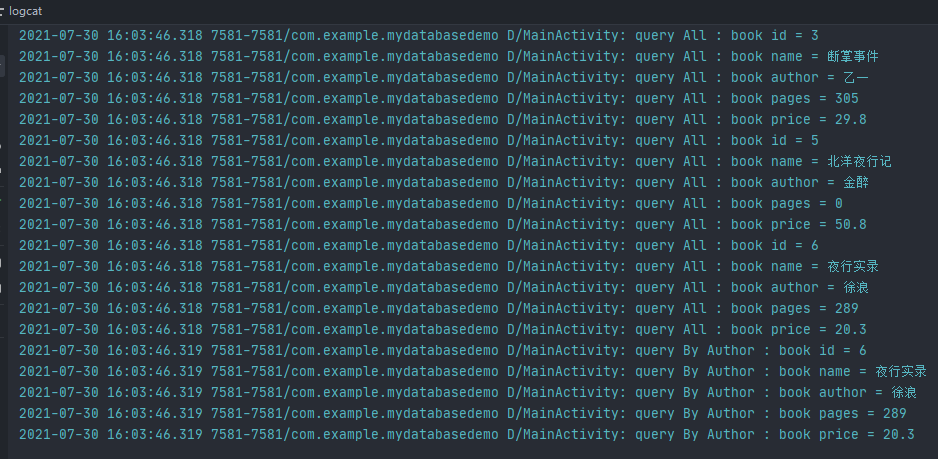 logcat
2021-07-30 16:03:46.318 7581-7581/com.example.mydatabasedemo D/MainActivity: query All : book id = 3
2021-07-30 16:03:46.318 7581-7581/com.example.mydatabasedemo D/MainActivity: query All : book name = 断掌事件
2021-07-30 16:03:46.318 7581-7581/com.example.mydatabasedemo D/MainActivity: query All : book author = 乙一
2021-07-30 16:03:46.318 7581-7581/com.example.mydatabasedemo D/MainActivity: query All : book pages = 305
2021-07-30 16:03:46.318 7581-7581/com.example.mydatabasedemo D/MainActivity: query All : book price = 29.8
2021-07-30 16:03:46.318 7581-7581/com.example.mydatabasedemo D/MainActivity: query All : book id = 5
2021-07-30 16:03:46.318 7581-7581/com.example.mydatabasedemo D/MainActivity: query All : book name = 北洋夜行记
2021-07-30 16:03:46.318 7581-7581/com.example.mydatabasedemo D/MainActivity: query All : book author = 金醉
2021-07-30 16:03:46.318 7581-7581/com.example.mydatabasedemo D/MainActivity: query All : book pages = 0
2021-07-30 16:03:46.318 7581-7581/com.example.mydatabasedemo D/MainActivity: query All : book price = 50.8
2021-07-30 16:03:46.318 7581-7581/com.example.mydatabasedemo D/MainActivity: query All : book id = 6
2021-07-30 16:03:46.318 7581-7581/com.example.mydatabasedemo D/MainActivity: query All : book name = 夜行实录
2021-07-30 16:03:46.318 7581-7581/com.example.mydatabasedemo D/MainActivity: query All : book author = 徐浪
2021-07-30 16:03:46.318 7581-7581/com.example.mydatabasedemo D/MainActivity: query All : book pages = 289
2021-07-30 16:03:46.318 7581-7581/com.example.mydatabasedemo D/MainActivity: query All : book price = 20.3
2021-07-30 16:03:46.319 7581-7581/com.example.mydatabasedemo D/MainActivity: query By Author : book id = 6
2021-07-30 16:03:46.319 7581-7581/com.example.mydatabasedemo D/MainActivity: query By Author : book name = 夜行实录
2021-07-30 16:03:46.319 7581-7581/com.example.mydatabasedemo D/MainActivity: query By Author : book author = 徐浪
2021-07-30 16:03:46.319 7581-7581/com.example.mydatabasedemo D/MainActivity: query By Author : book pages = 289
2021-07-30 16:03:46.319 7581-7581/com.example.mydatabasedemo D/MainActivity: query By Author : book price = 20.3